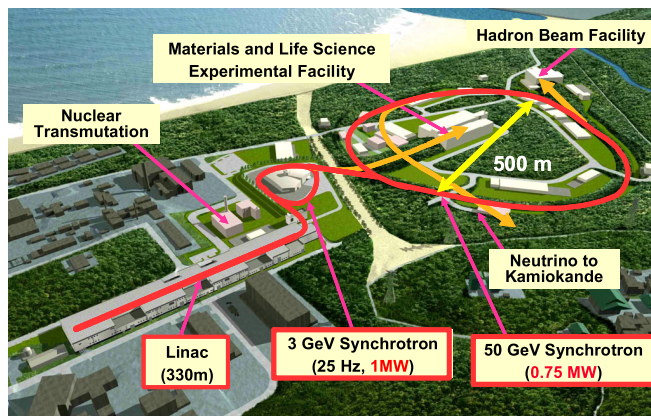 Hadron Beam Facility
Materials and Life Science
Experimental Facility
Nuclear
Transmutation
500 m
Neutrino to
Kamiokande
Linac
(330m)
3 GeV Synchrotron
(25 Hz, 1MW)
50 GeV Synchrotron
(0.75 MW)